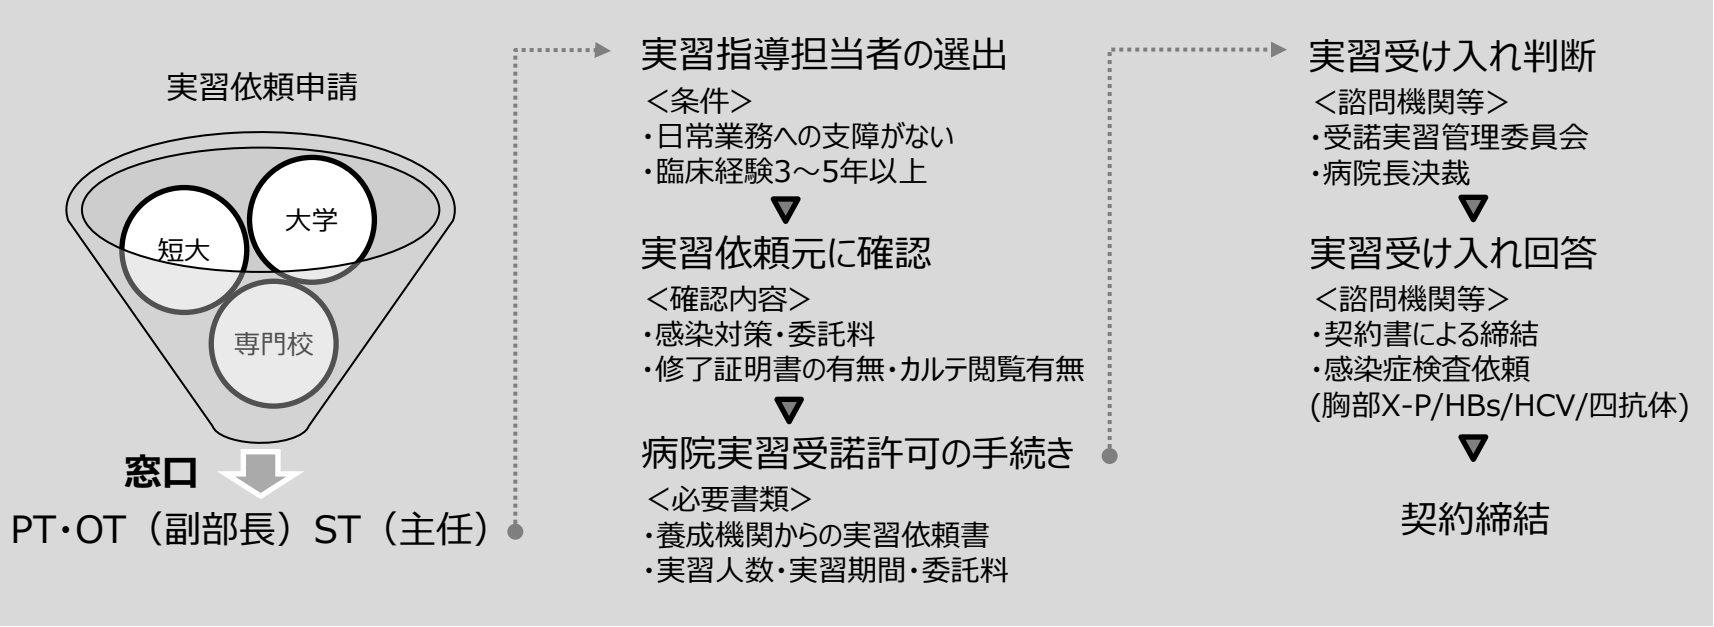 実習依頼申請
大学
短大
専門校
窓口
PT・OT（副部長）ST（主任）
実習指導担当者の選出
＜条件＞
・日常業務への支障がない
・臨床経験3～5年以上
実習依頼元に確認
＜確認内容＞
・感染対策・委託料
・修了証明書の有無・カルテ閲覧有無
病院実習受諾許可の手続き
＜必要書類＞
・養成機関からの実習依頼書
・実習人数・実習期間・委託料
実習受け入れ判断
＜諮問機関等＞
・受諾実習管理委員会
・病院長決裁
実習受け入れ回答
＜諮問機関等＞
・契約書による締結
・感染症検査依頼
(胸部X-P/HBs/HCV/四抗体)
契約締結